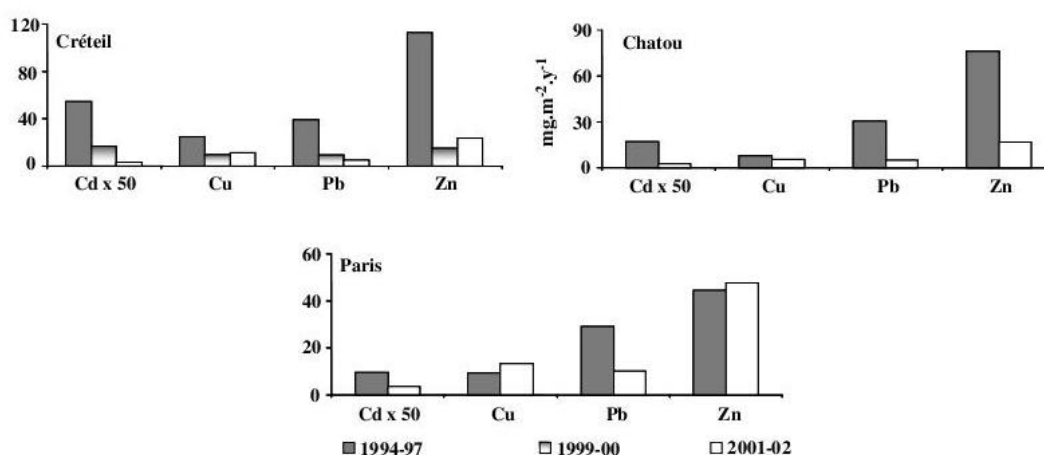 Créteil
120
80
40
0
Cd x 50 Cu Pb Zn
Chatou
mg.m⁻².y⁻¹
90
60
30
0
Cd x 50 Cu Pb Zn
Paris
60
40
20
0
Cd x 50 Cu Pb Zn
1994-97 1999-00 2001-02